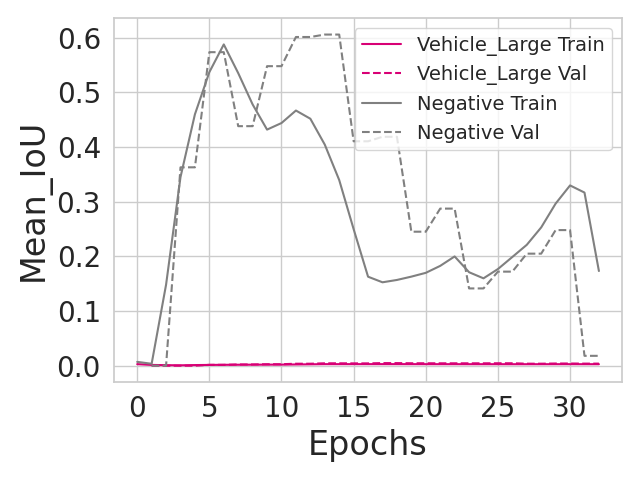 Mean_IoU
0.6
0.5
0.4
0.3
0.2
0.1
0.0
Vehicle_Large Train
Vehicle_Large Val
Negative Train
Negative Val
0 5 10 15 20 25 30
Epochs